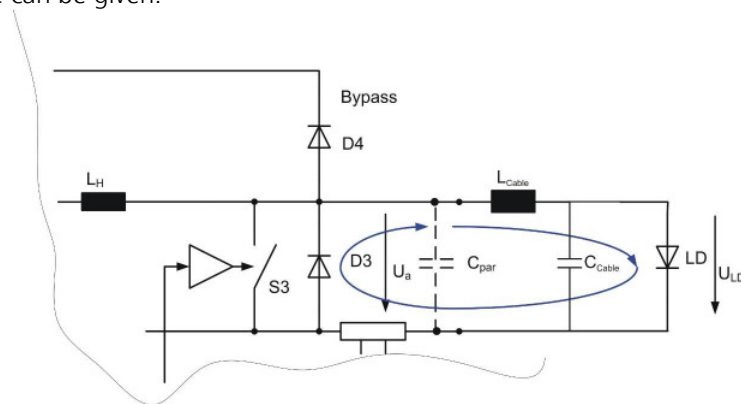 can be given.
Bypass
D4
L_H
L_Cable
D3
U_a
C_par
C_Cable
LD
U_LD
S3